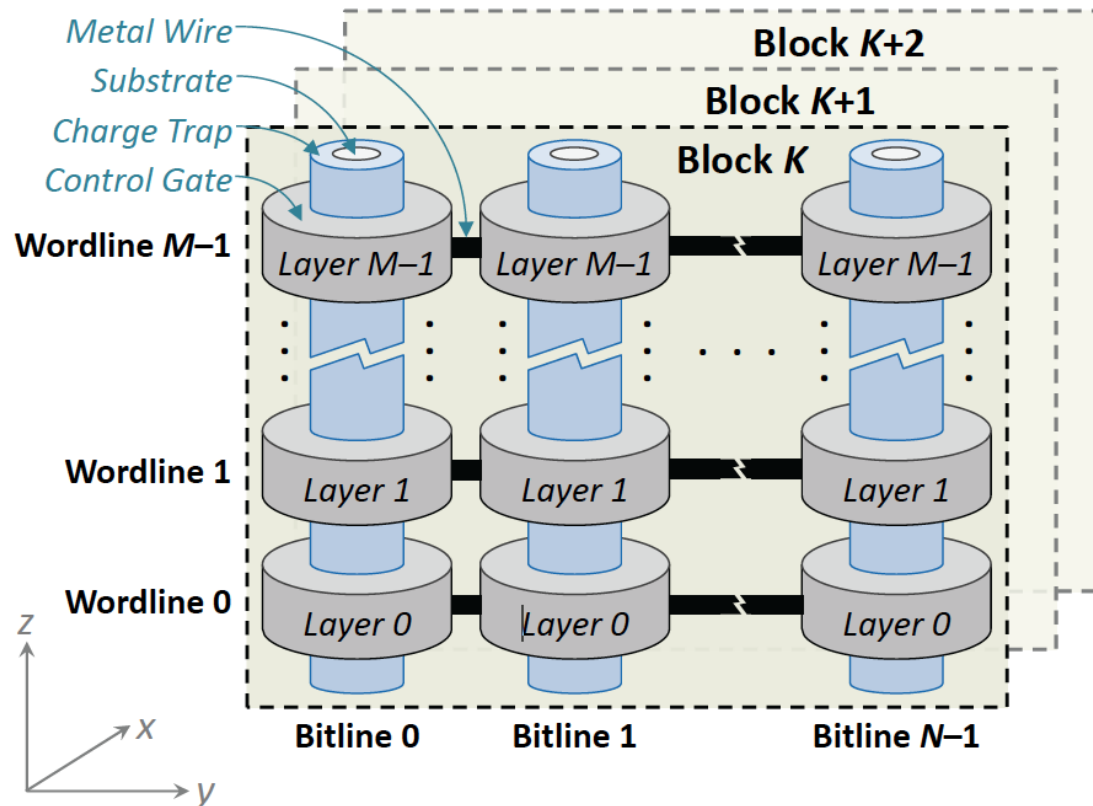 Metal Wire
Substrate
Charge Trap
Control Gate
Block K+2
Block K+1
Block K
Wordline M–1
Layer M–1
Layer M–1
Layer M–1
Wordline 1
Layer 1
Layer 1
Layer 1
Wordline 0
Layer 0
Layer 0
Layer 0
Bitline 0
Bitline 1
Bitline N–1
z
x
y